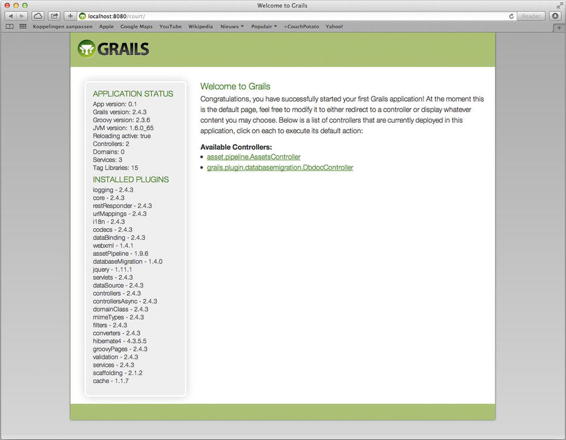 Welcome to Grails
localhost:8080/court/
Reader
Koppelingen aanpassen Apple Google Maps YouTube Wikipedia Nieuws Populair +CouchPotato Yahoo!
GRAILS
APPLICATION STATUS
App version: 0.1
Grails version: 2.4.3
Groovy version: 2.3.6
JVM version: 1.6.0_65
Reloading active: true
Controllers: 2
Domains: 0
Services: 3
Tag Libraries: 15
INSTALLED PLUGINS
logging - 2.4.3
core - 2.4.3
restResponder - 2.4.3
urlMappings - 2.4.3
i18n - 2.4.3
codecs - 2.4.3
dataBinding - 2.4.3
webxml - 1.4.1
assetPipeline - 1.9.6
databaseMigration - 1.4.0
jquery - 1.11.1
servlets - 2.4.3
dataSource - 2.4.3
controllers - 2.4.3
controllersAsync - 2.4.3
domainClass - 2.4.3
mimeTypes - 2.4.3
filters - 2.4.3
converters - 2.4.3
hibernate4 - 4.3.5.5
groovyPages - 2.4.3
validation - 2.4.3
services - 2.4.3
scaffolding - 2.1.2
cache - 1.1.7
Welcome to Grails
Congratulations, you have successfully started your first Grails application! At the moment this
is the default page, feel free to modify it to either redirect to a controller or display whatever
content you may choose. Below is a list of controllers that are currently deployed in this
application, click on each to execute its default action:
Available Controllers:
asset.pipeline.AssetsController
grails.plugin.databasemigration.DbdocController